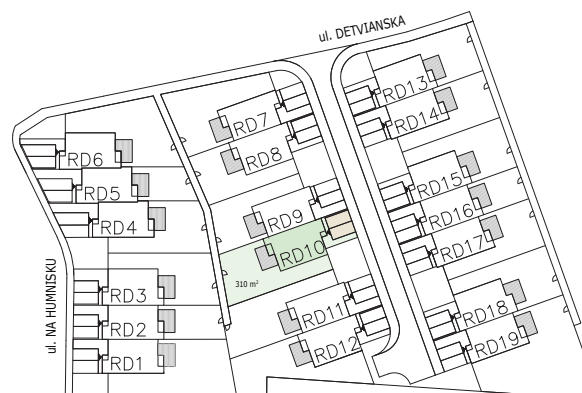 ul. DETVIANSKA
RD13
RD7
RD14
RD8
RD6
RD5
RD15
RD4
RD9
RD16
RD10
RD17
310 m²
RD3
RD11
RD18
RD2
RD12
RD19
RD1
ul. NA HUMNISKU